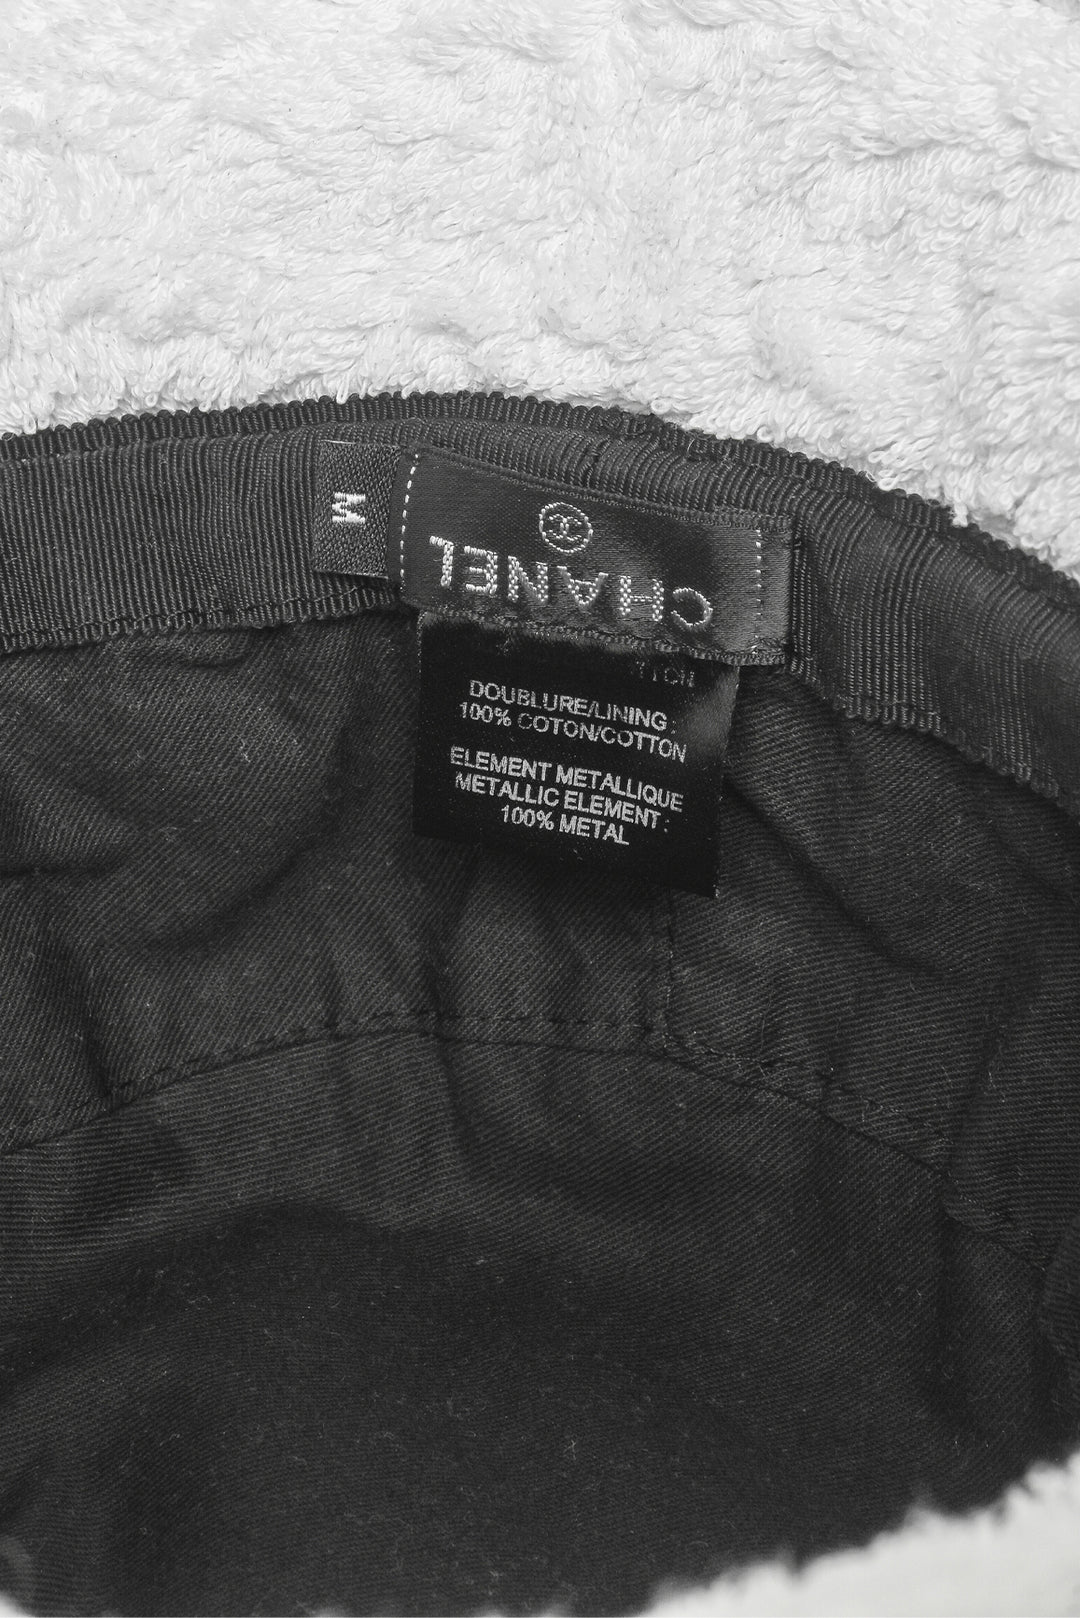 M
CHANEL
DOUBLURE/LINING :
100% COTON/COTTON
ELEMENT METALLIQUE
METALLIC ELEMENT :
100% METAL